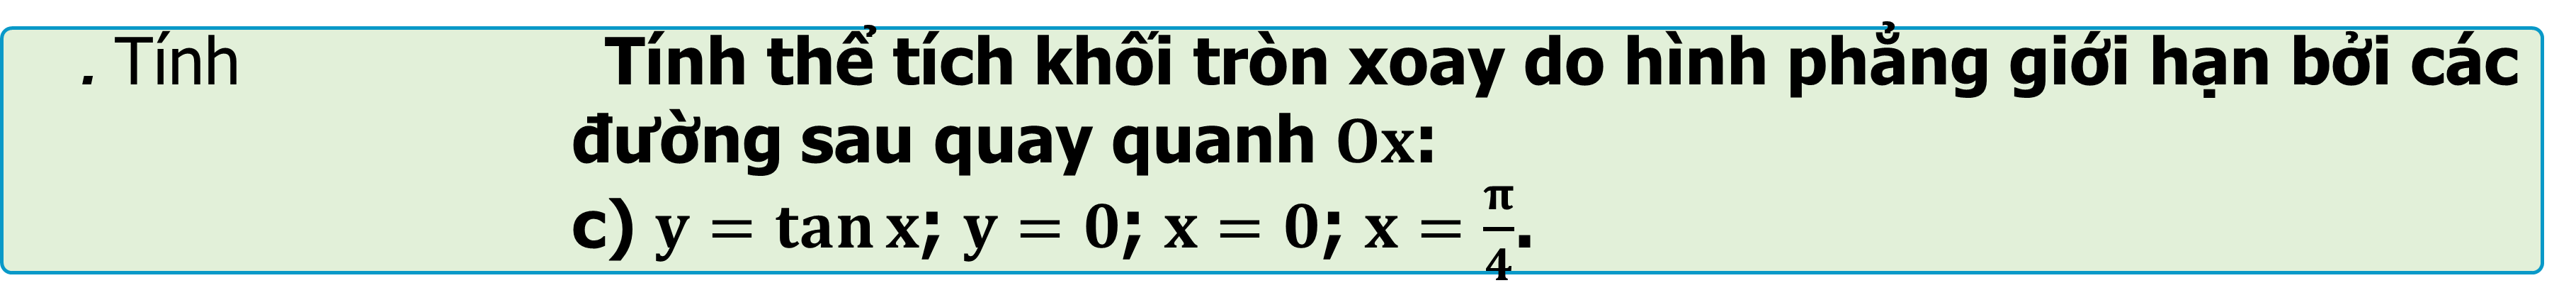 . Tính Tính thể tích khối tròn xoay do hình phẳng giới hạn bởi các
đường sau quay quanh Ox:
c) y = tan x; y = 0; x = 0; x = π/4.